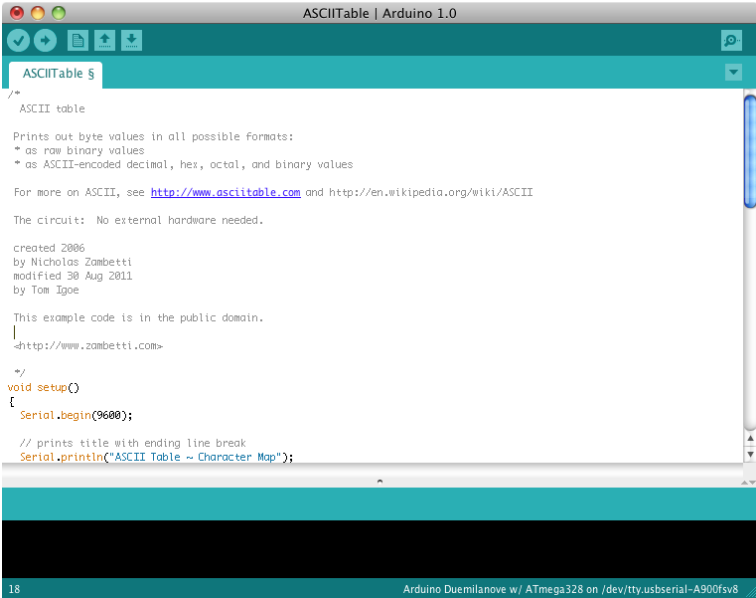 ASCIITable | Arduino 1.0
ASCIITable §
/*
ASCII table
Prints out byte values in all possible formats:
* as raw binary values
* as ASCII-encoded decimal, hex, octal, and binary values
For more on ASCII, see http://www.asciitable.com and http://en.wikipedia.org/wiki/ASCII
The circuit:  No external hardware needed.
created 2006
by Nicholas Zambetti
modified 30 Aug 2011
by Tom Igoe
This example code is in the public domain.
<http://www.zambetti.com>
*/
void setup()
{
Serial.begin(9600);
// prints title with ending line break
Serial.println("ASCII Table ~ Character Map");
18 Arduino Duemilanove w/ ATmega328 on /dev/tty.usbserial-A900fsv8